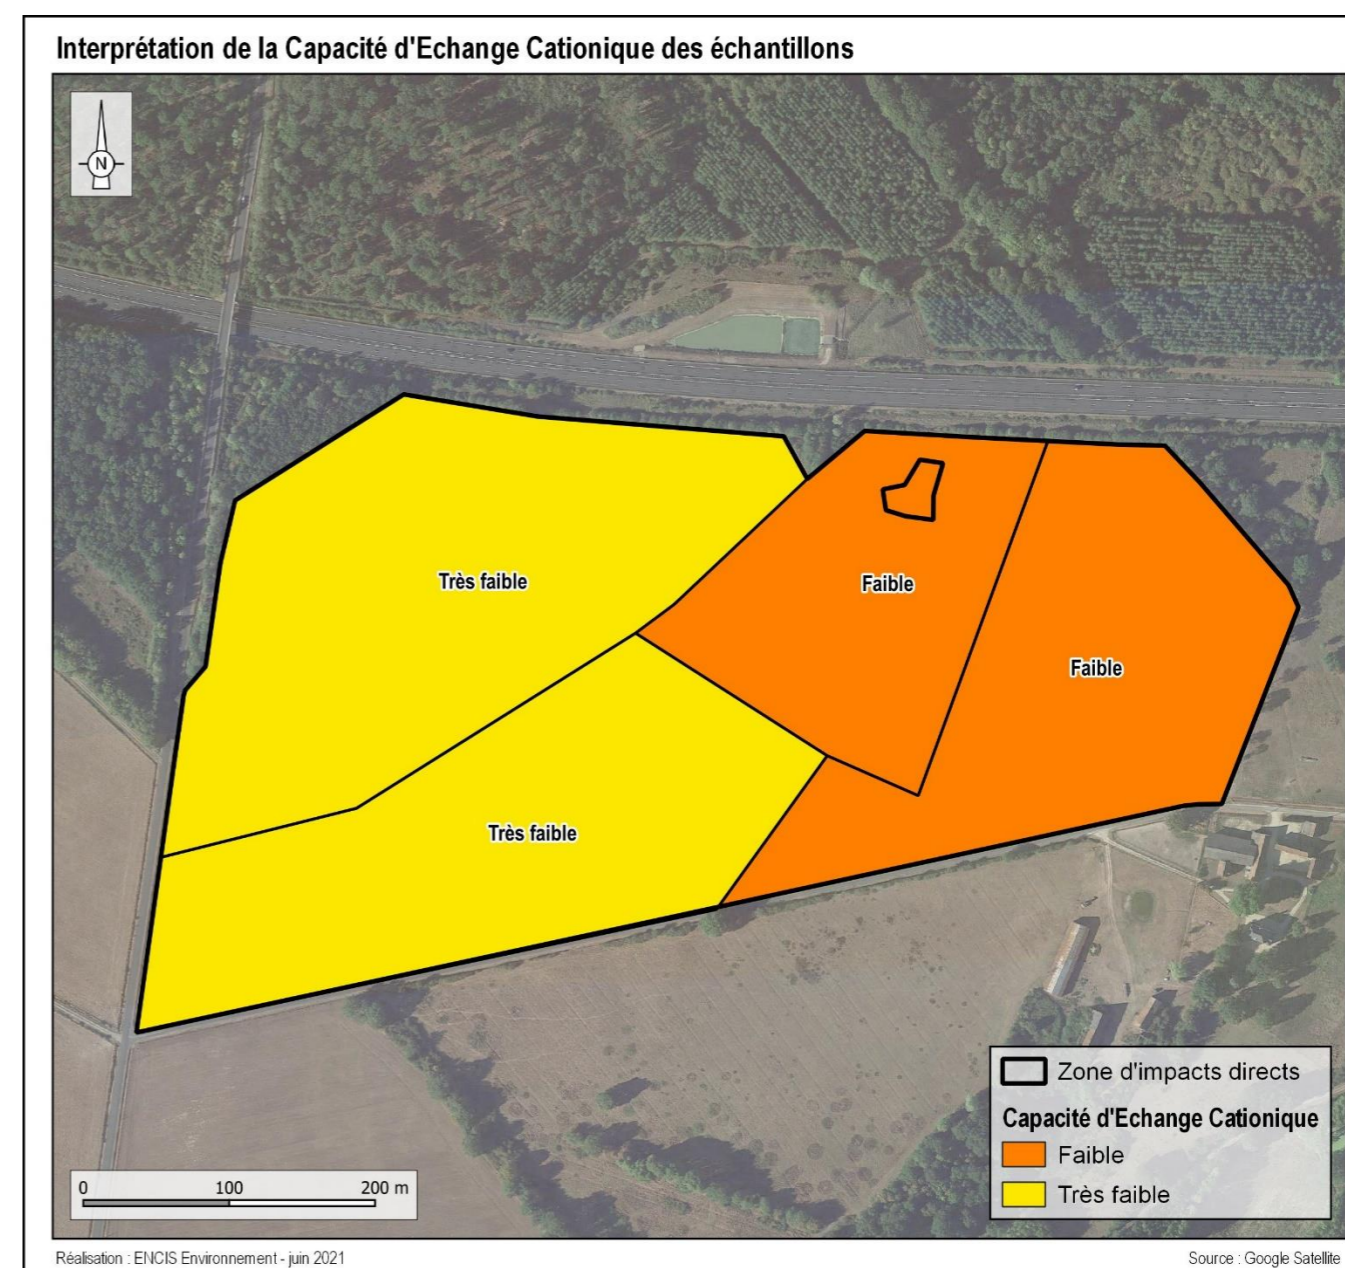 Interprétation de la Capacité d'Echange Cationique des échantillons
N
Très faible
Faible
Faible
Très faible
Zone d'impacts directs
Capacité d'Echange Cationique
Faible
Très faible
0 100 200 m
Réalisation : ENCIS Environnement - juin 2021
Source : Google Satellite